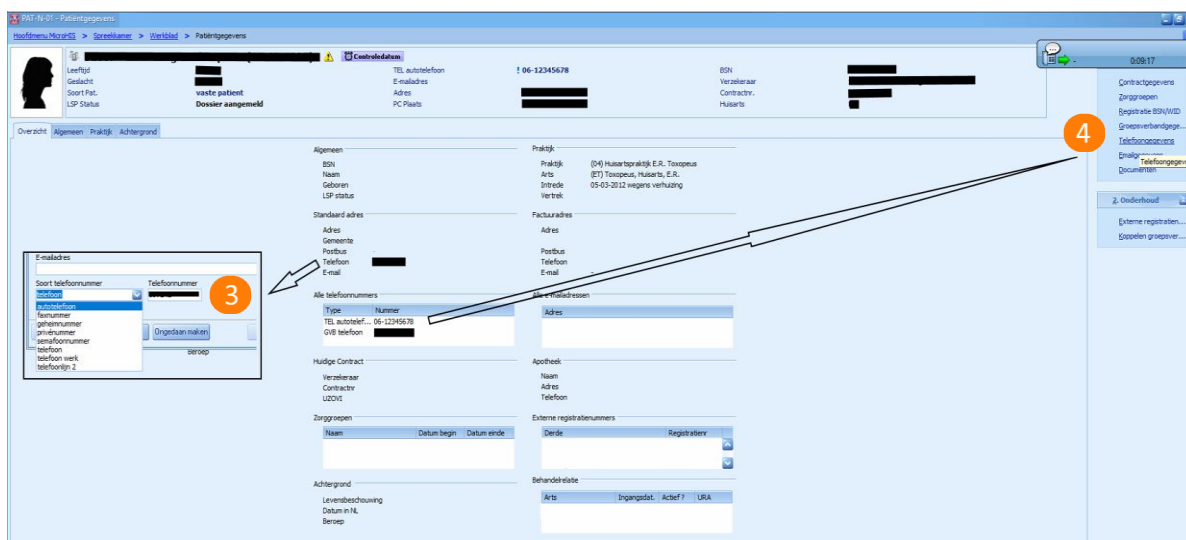 PAT-N-01 - Patiëntgegevens
Hoofdmenu MicroHIS > Spreekkamer > Werkblad > Patiëntgegevens
Controledatum
Leeftijd TEL autotelefoon ! 06-12345678 BSN
Geslacht E-mailadres Verzekeraar
Soort Pat. vaste patient Adres Contractnr.
LSP Status Dossier aangemeld PC Plaats Huisarts
0:09:17
Contractgegevens
Zorggroepen
Registratie BSN/WID
Groepsverbandgege...
Telefoongegevens
Telefoongegev
Documenten
2. Onderhoud
Externe registratien...
Koppelen groepsver...
4
Overzicht Algemeen Praktijk Achtergrond
Algemeen
BSN
Naam
Geboren
LSP status
Praktijk
Praktijk (04) Huisartspraktijk E.R. Toxopeus
Arts (ET) Toxopeus, Huisarts, E.R.
Intrede 05-03-2012 wegens verhuizing
Vertrek
Standaard adres
Adres
Gemeente
Postbus -
Telefoon
E-mail
Factuuradres
Adres
Postbus
Telefoon
E-mail -
E-mailadres
Soort telefoonnummer Telefoonnummer
telefoon
autotelefoon
faxnummer
geheimnummer
privénummer
semafoonnummer
telefoon
telefoon werk
telefoonlijn 2
Ongedaan maken
Beroep
3
Alle telefoonnummers
Type Nummer
TEL autotelef... 06-12345678
GVB telefoon
Alle e-mailadressen
Adres
Huidige Contract
Verzekeraar
Contractnr
UZOVI
Apotheek
Naam
Adres
Telefoon
Zorggroepen
Naam Datum begin Datum einde
Externe registratienummers
Derde Registratienr
Achtergrond
Levensbeschouwing
Datum in NL
Beroep
Behandelrelatie
Arts Ingangsdat. Actief ? URA